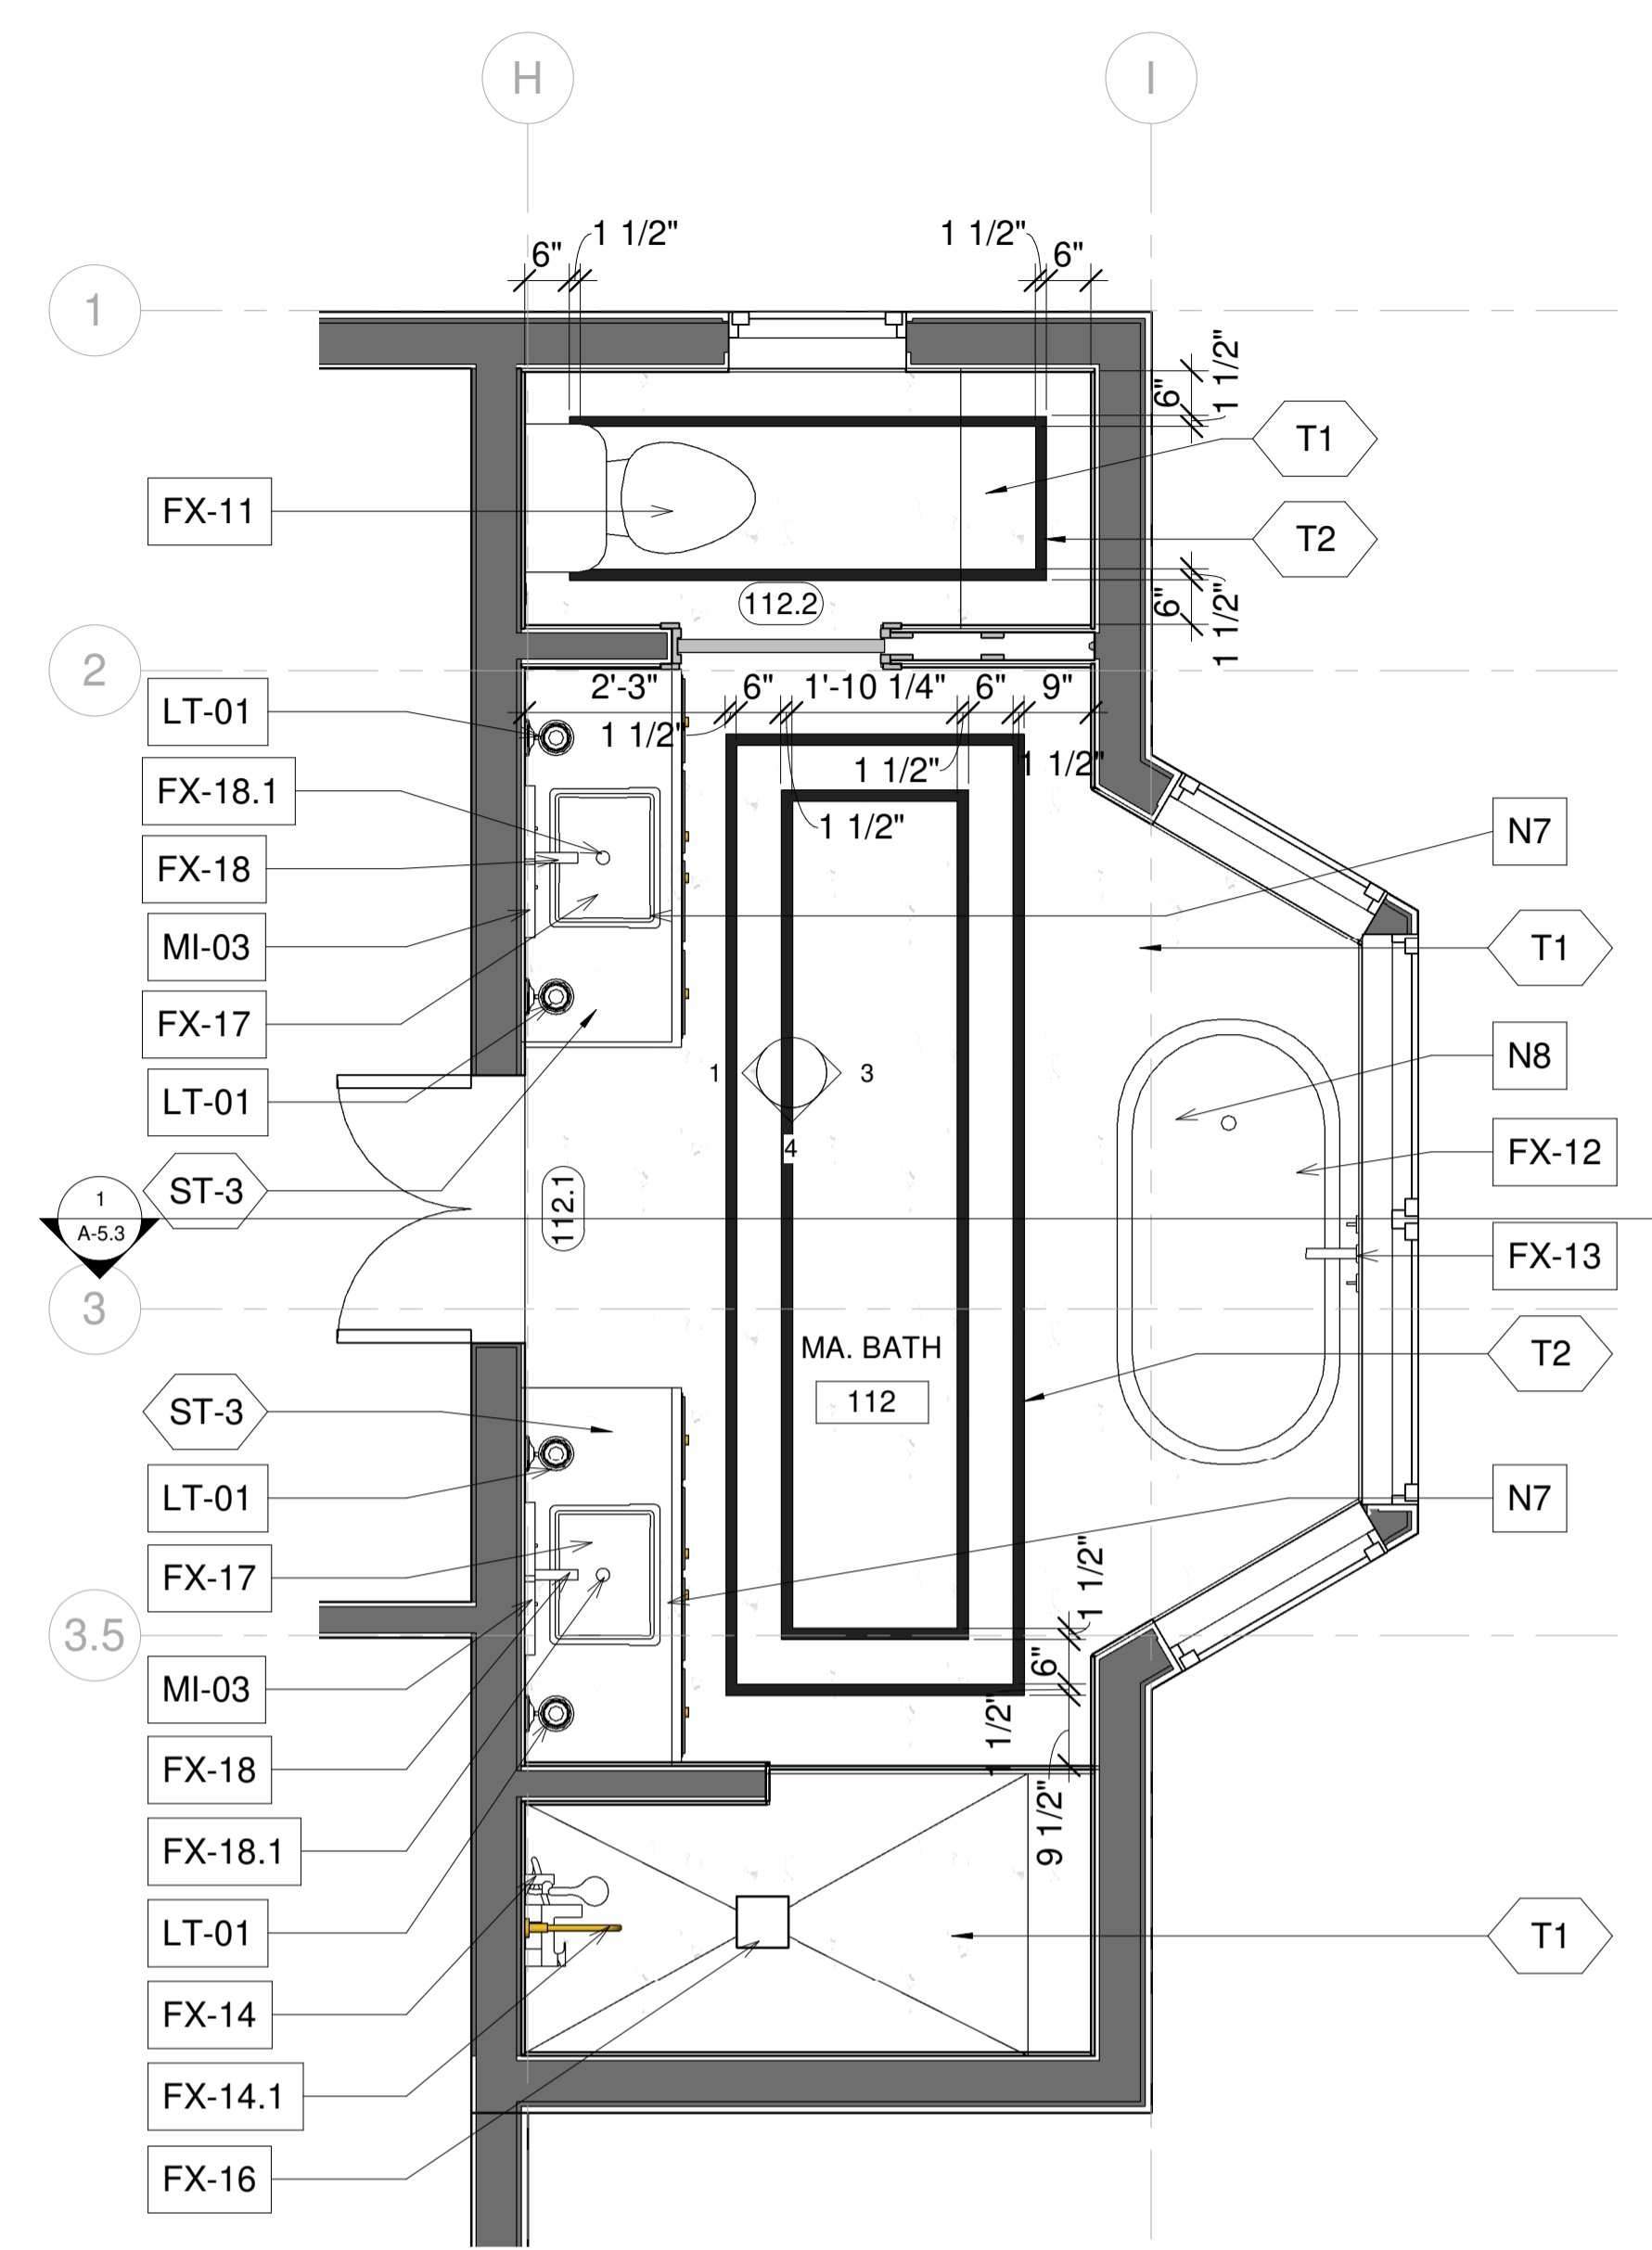 H
I
1 1/2"
1 1/2"
6"
6"
1
1 1/2"
6"
T1
FX-11
T2
112.2
6"
1 1/2"
2
LT-01
2'-3"
6"
1'-10 1/4"
6"
9"
1 1/2"
1 1/2"
1 1/2"
1 1/2"
FX-18.1
N7
FX-18
MI-03
T1
FX-17
N8
1
3
LT-01
4
FX-12
ST-3
112.1
1
A-5.3
FX-13
3
MA. BATH
T2
112
ST-3
LT-01
N7
FX-17
1 1/2"
3.5
6"
MI-03
1/2"
FX-18
9 1/2"
FX-18.1
LT-01
T1
FX-14
FX-14.1
FX-16